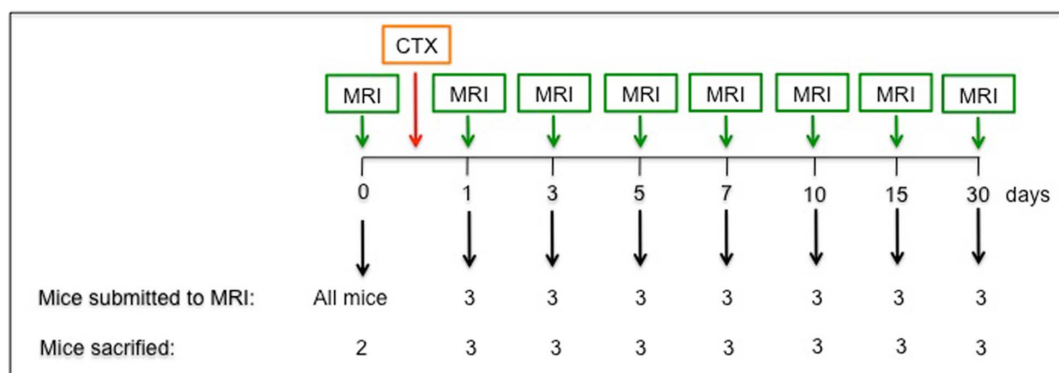 CTX
MRI MRI MRI MRI MRI MRI MRI MRI
0 1 3 5 7 10 15 30 days
Mice submitted to MRI: All mice 3 3 3 3 3 3 3
Mice sacrified: 2 3 3 3 3 3 3 3